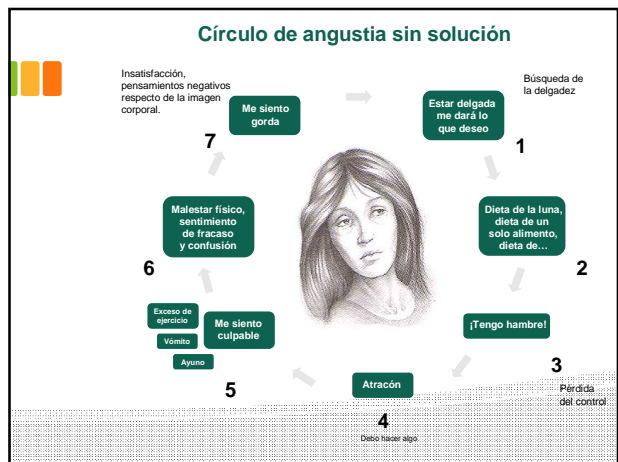 Círculo de angustia sin solución
Insatisfacción,
pensamientos negativos
respecto de la imagen
corporal.
Búsqueda de
la delgadez
Me siento
gorda
7
Estar delgada
me dará lo
que deseo
1
Malestar físico,
sentimiento
de fracaso
y confusión
6
Dieta de la luna,
dieta de un
solo alimento,
dieta de...
2
Exceso de
ejercicio
Vómito
Ayuno
Me siento
culpable
5
¡Tengo hambre!
3
Pérdida
del control
Atracón
4
Debo hacer algo